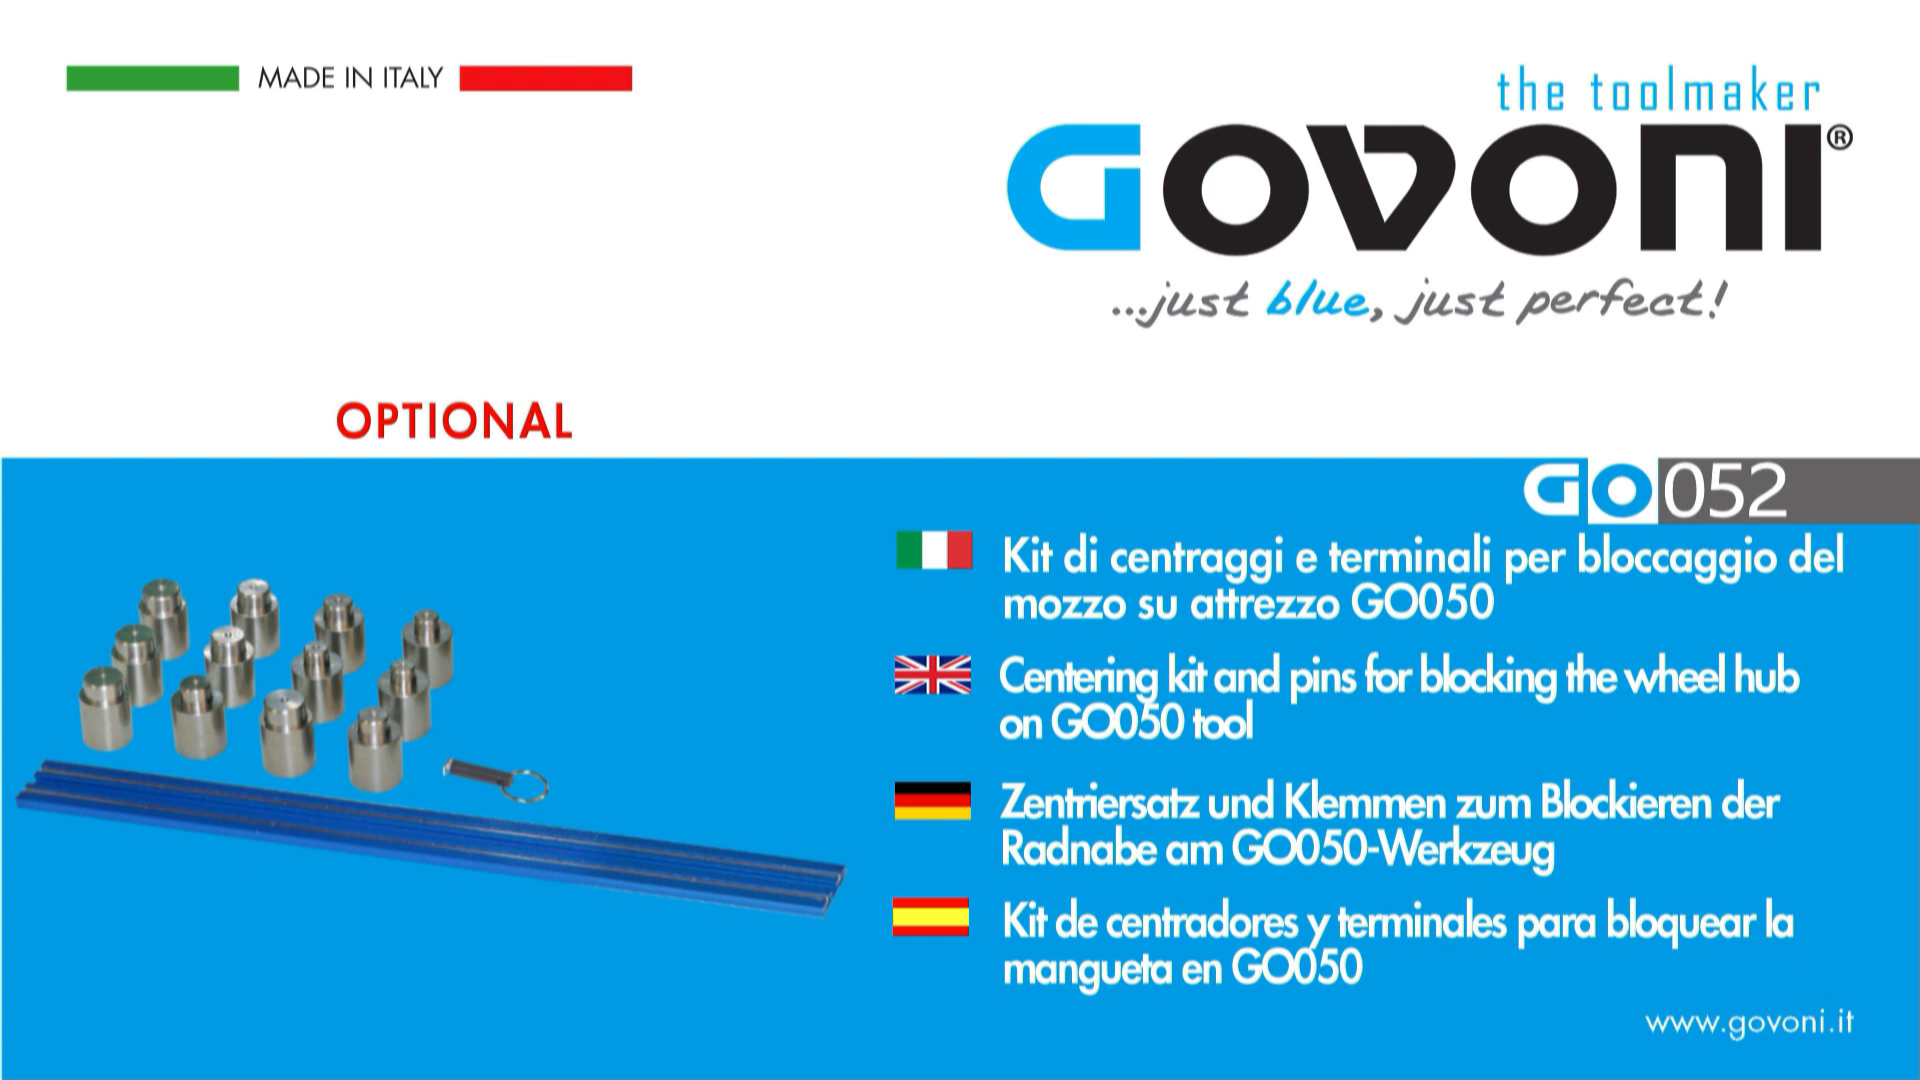 MADE IN ITALY
the toolmaker
GOVONI®
...just blue, just perfect!
OPTIONAL
GO052
Kit di centraggi e terminali per bloccaggio del
mozzo su attrezzo GO050
Centering kit and pins for blocking the wheel hub
on GO050 tool
Zentriersatz und Klemmen zum Blockieren der
Radnabe am GO050-Werkzeug
Kit de centradores y terminales para bloquear la
mangueta en GO050
www.govoni.it